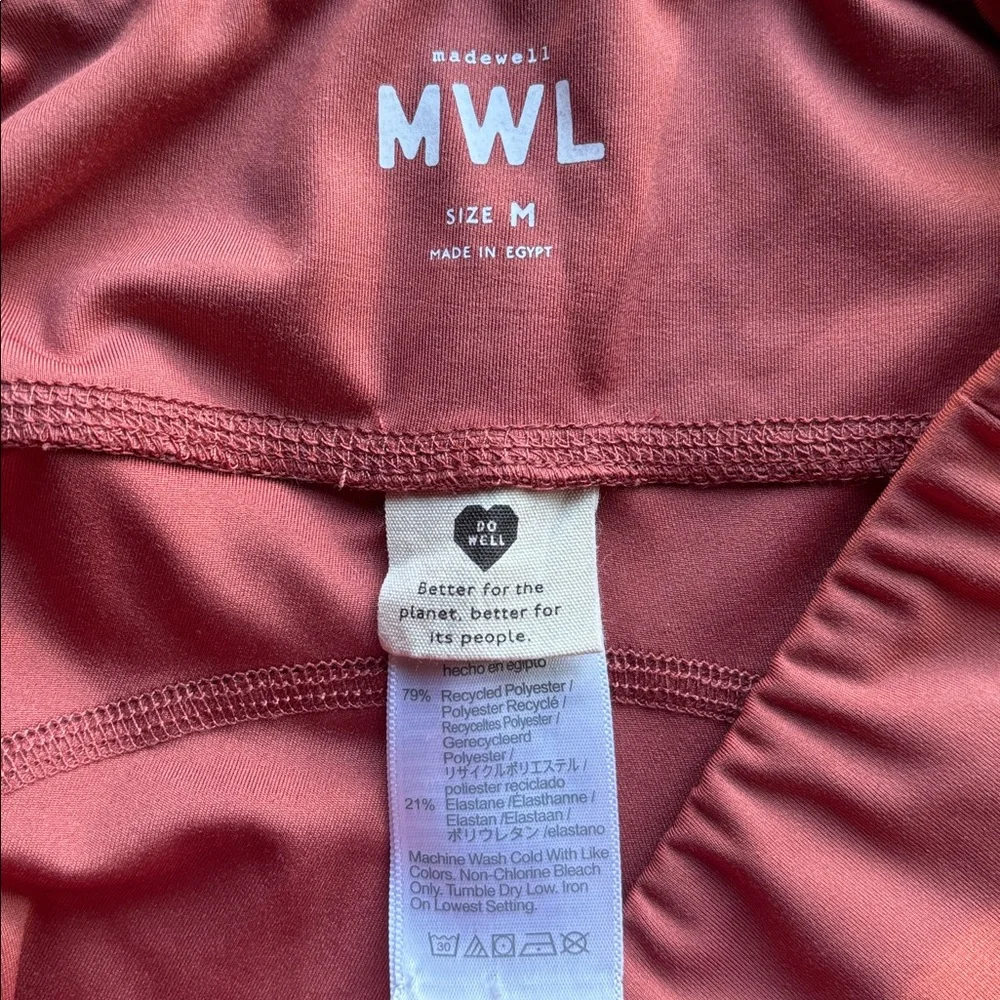 madewell
MWL
SIZE M
MADE IN EGYPT
DO
WELL
Better for the
planet, better for
its people.
hecho en egipto
79% Recycled Polyester /
Polyester Recyclé /
Recyceltes Polyester /
Gerecycleerd
Polyester /
リサイクルポリエステル /
poliester reciclado
21% Elastane /Élasthanne /
Elastan /Elastaan /
ポリウレタン /elastano
Machine Wash Cold With Like
Colors. Non-Chlorine Bleach
Only. Tumble Dry Low. Iron
On Lowest Setting.
30